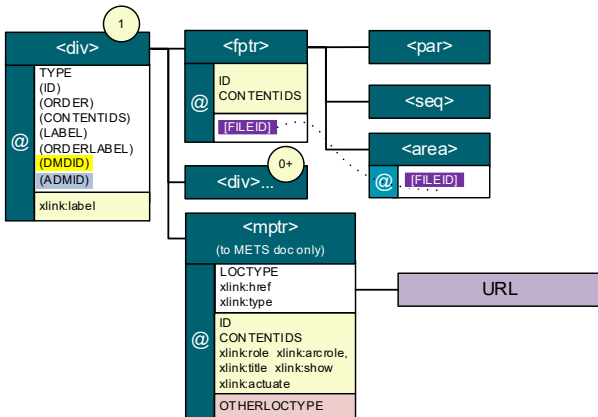 1
<div>
@
TYPE
(ID)
(ORDER)
(CONTENTIDS)
(LABEL)
(ORDERLABEL)
(DMDID)
(ADMID)
xlink:label
<fptr>
@
ID
CONTENTIDS
[FILEID]
<par>
<seq>
<area>
@
[FILEID]
0+
<div>...
<mptr>
(to METS doc only)
@
LOCTYPE
xlink:href
xlink:type
ID
CONTENTIDS
xlink:role xlink:arcrole,
xlink:title xlink:show
xlink:actuate
OTHERLOCTYPE
URL